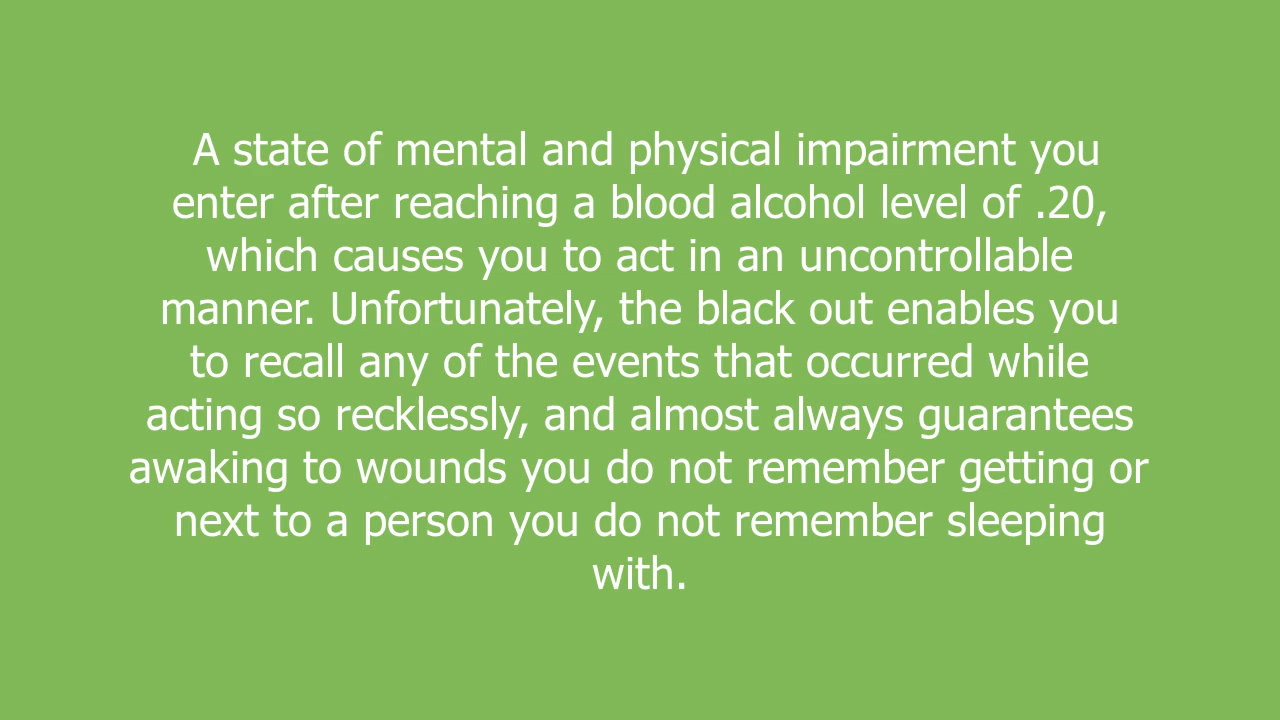 A state of mental and physical impairment you
enter after reaching a blood alcohol level of .20,
which causes you to act in an uncontrollable
manner. Unfortunately, the black out enables you
to recall any of the events that occurred while
acting so recklessly, and almost always guarantees
awaking to wounds you do not remember getting or
next to a person you do not remember sleeping
with.